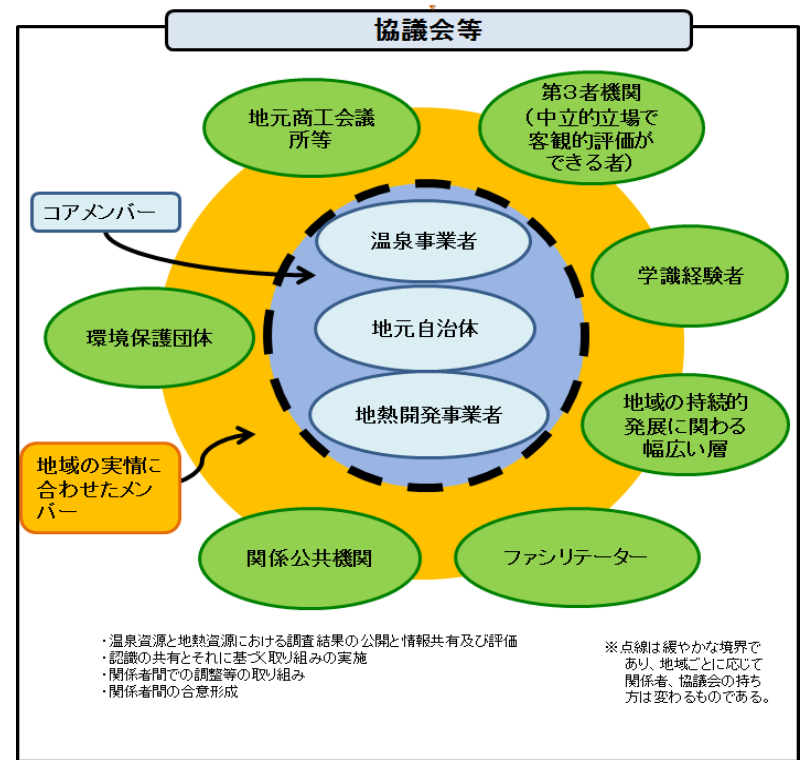 協議会等
地元商工会議
所等
第３者機関
（中立的立場で
客観的評価が
できる者）
コアメンバー
温泉事業者
学識経験者
地元自治体
環境保護団体
地熱開発事業者
地域の持続的
発展に関わる
幅広い層
地域の実情に
合わせたメン
バー
関係公共機関
ファシリテーター
・温泉資源と地熱資源における調査結果の公開と情報共有及び評価
・認識の共有とそれに基づく取り組みの実施
・関係者間での調整等の取り組み
・関係者間の合意形成
※点線は緩やかな境界で
あり、地域ごとに応じて
関係者、協議会の持ち
方は変わるものである。